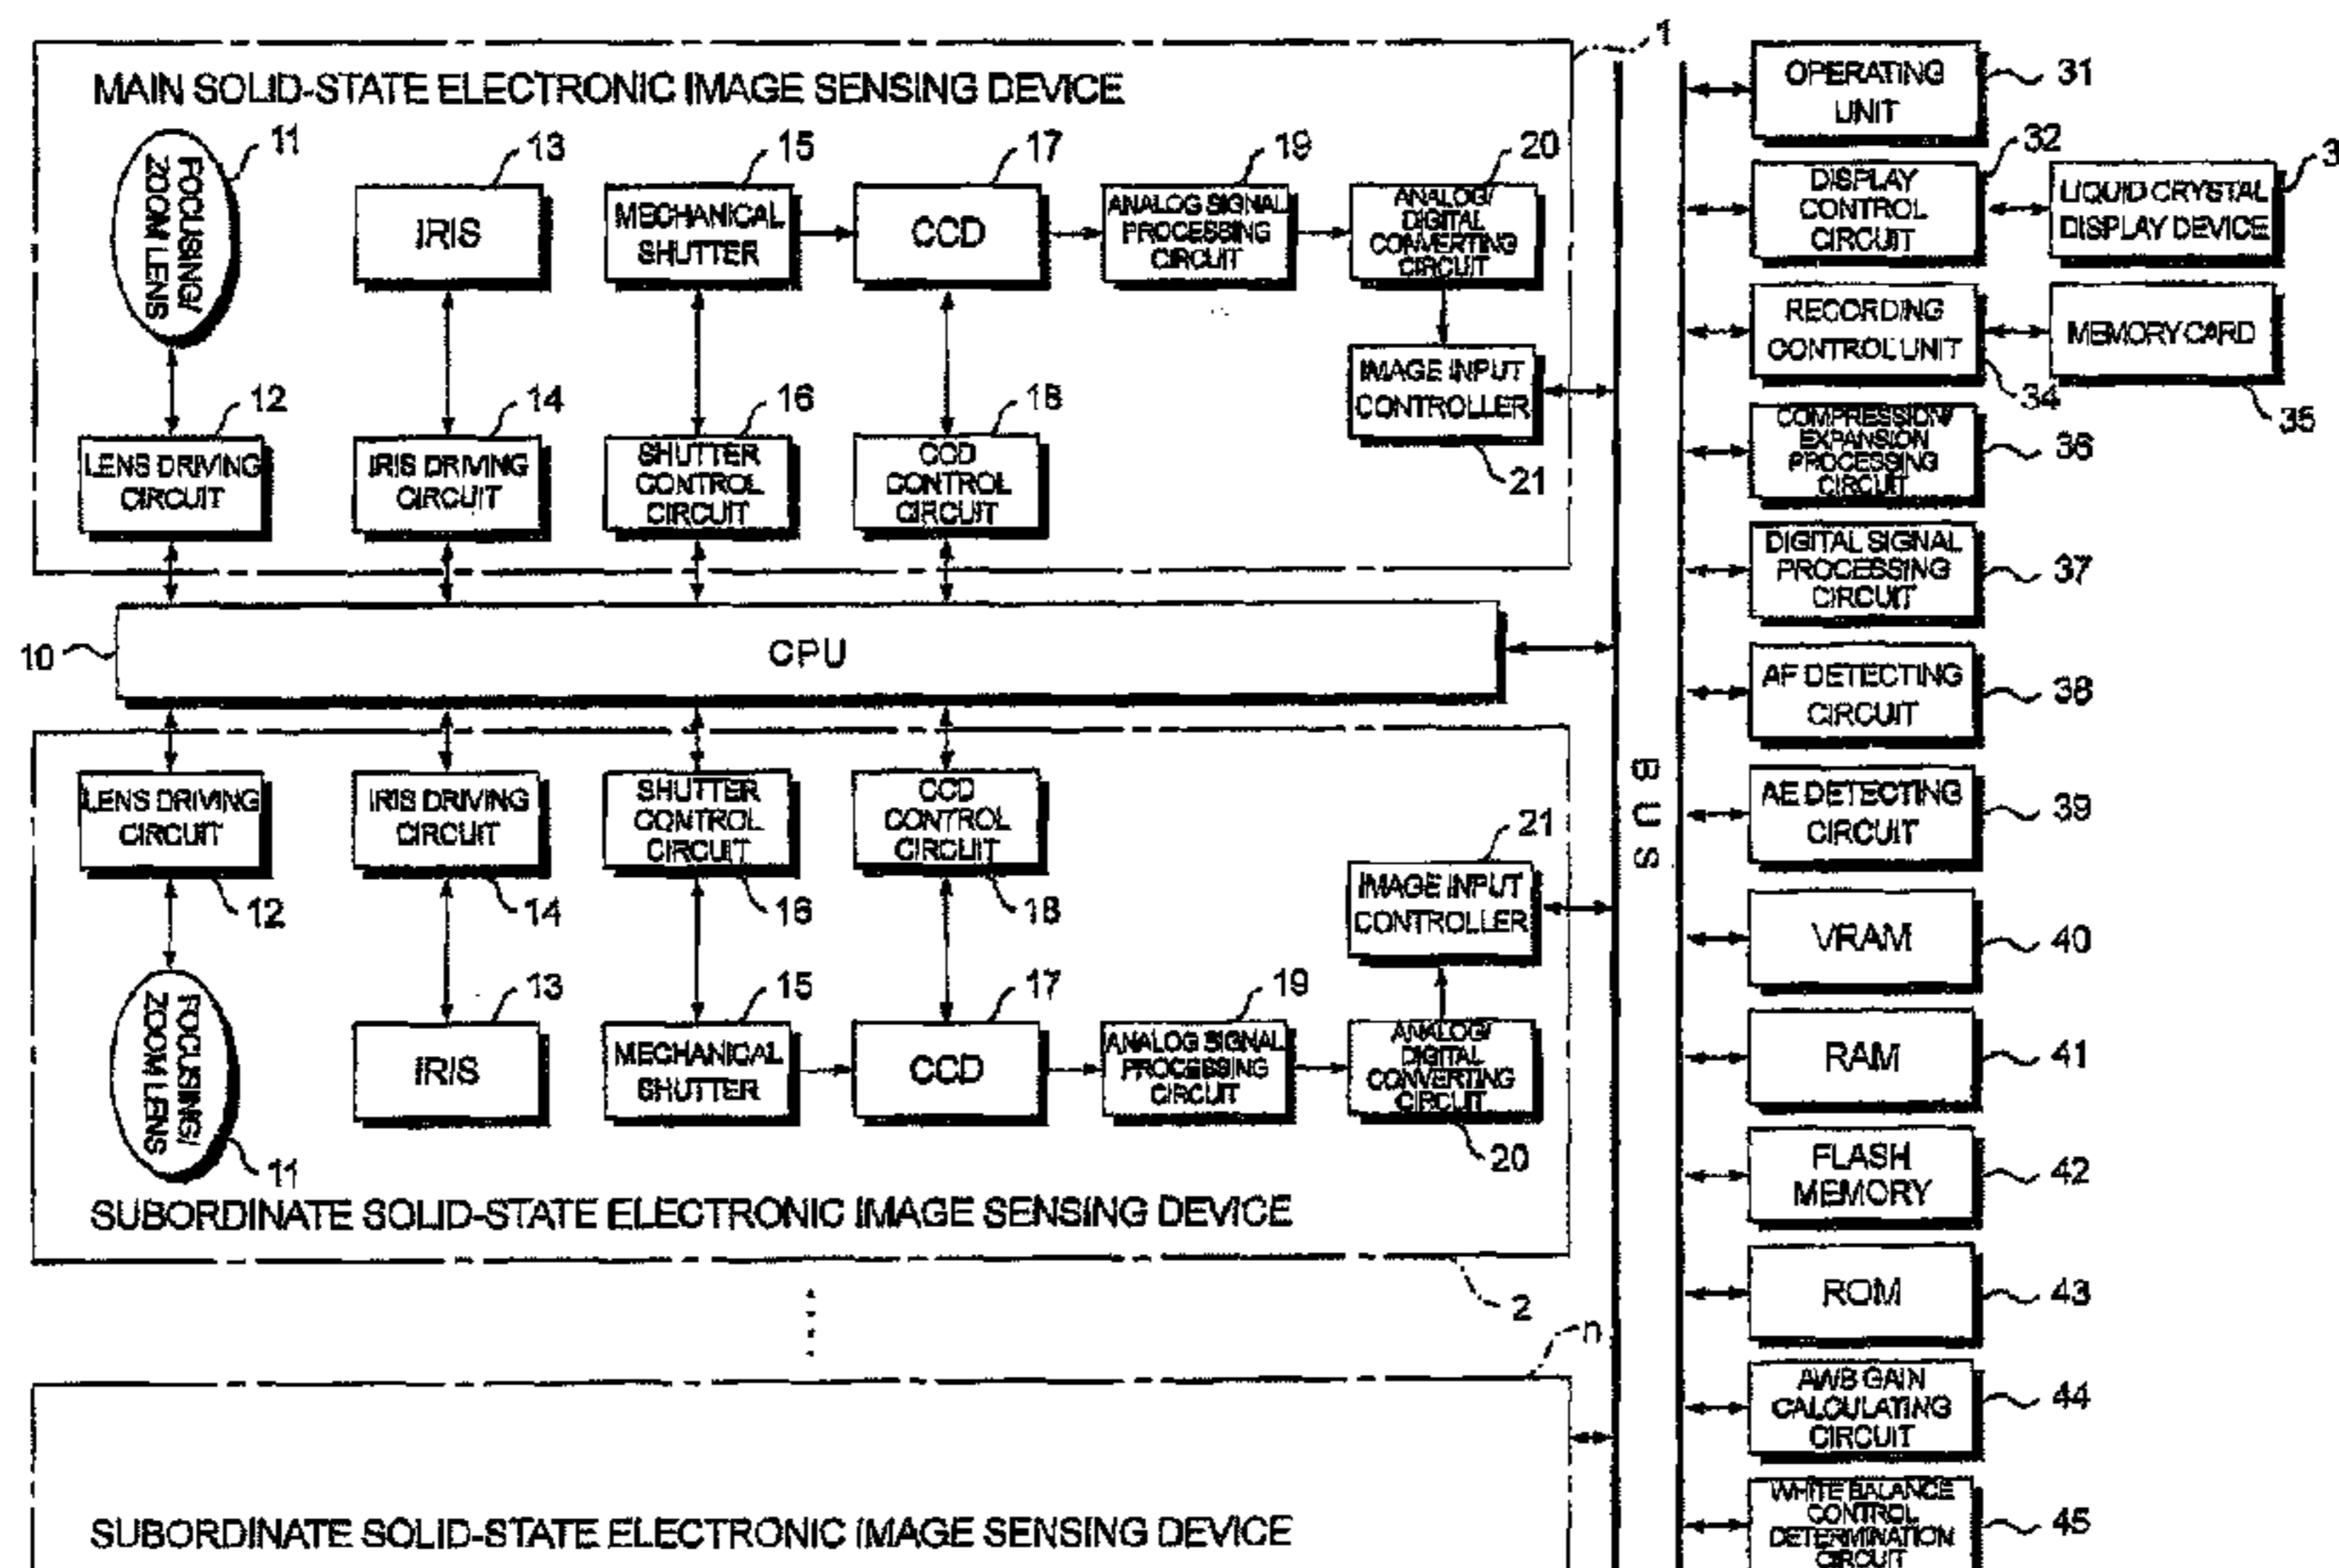 1
MAIN SOLID-STATE ELECTRONIC IMAGE SENSING DEVICE
11
FOCUSING/
ZOOM LENS
13
IRIS
15
MECHANICAL
SHUTTER
17
CCD
19
ANALOG SIGNAL
PROCESSING
CIRCUIT
20
ANALOG/
DIGITAL
CONVERTING
CIRCUIT
IMAGE INPUT
CONTROLLER
21
12
LENS DRIVING
CIRCUIT
14
IRIS DRIVING
CIRCUIT
16
SHUTTER
CONTROL
CIRCUIT
18
CCD
CONTROL
CIRCUIT
10
CPU
LENS DRIVING
CIRCUIT
12
IRIS DRIVING
CIRCUIT
14
SHUTTER
CONTROL
CIRCUIT
16
CCD
CONTROL
CIRCUIT
18
21
IMAGE INPUT
CONTROLLER
FOCUSING/
ZOOM LENS
11
13
IRIS
15
MECHANICAL
SHUTTER
17
CCD
19
ANALOG SIGNAL
PROCESSING
CIRCUIT
ANALOG/
DIGITAL
CONVERTING
CIRCUIT
20
SUBORDINATE SOLID-STATE ELECTRONIC IMAGE SENSING DEVICE
2
n
SUBORDINATE SOLID-STATE ELECTRONIC IMAGE SENSING DEVICE
BUS
OPERATING
UNIT
31
DISPLAY
CONTROL
CIRCUIT
32
LIQUID CRYSTAL
DISPLAY DEVICE
RECORDING
CONTROL UNIT
34
MEMORY CARD
35
COMPRESSION/
EXPANSION
PROCESSING
CIRCUIT
36
DIGITAL SIGNAL
PROCESSING
CIRCUIT
37
AF DETECTING
CIRCUIT
38
AE DETECTING
CIRCUIT
39
VRAM
40
RAM
41
FLASH
MEMORY
42
ROM
43
AWB GAIN
CALCULATING
CIRCUIT
44
WHITE BALANCE
CONTROL
DETERMINATION
CIRCUIT
45